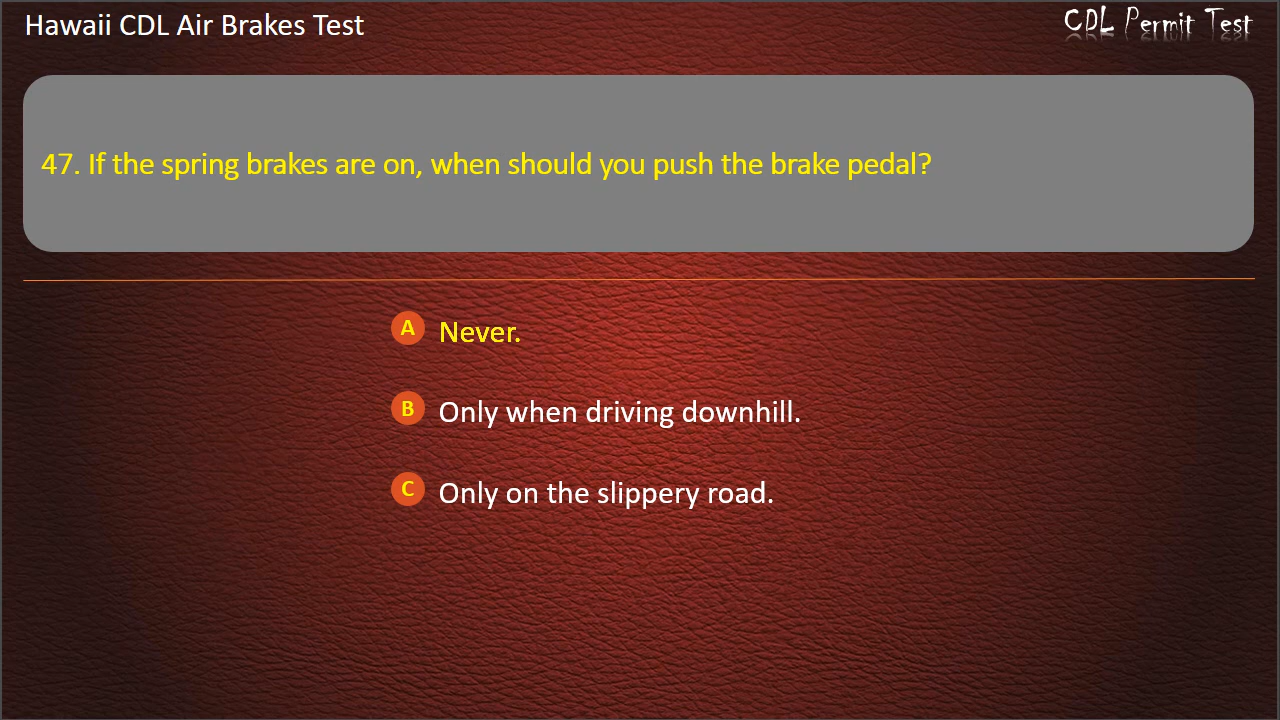 Hawaii CDL Air Brakes Test
CDL Permit Test
47. If the spring brakes are on, when should you push the brake pedal?
A Never.
B Only when driving downhill.
C Only on the slippery road.